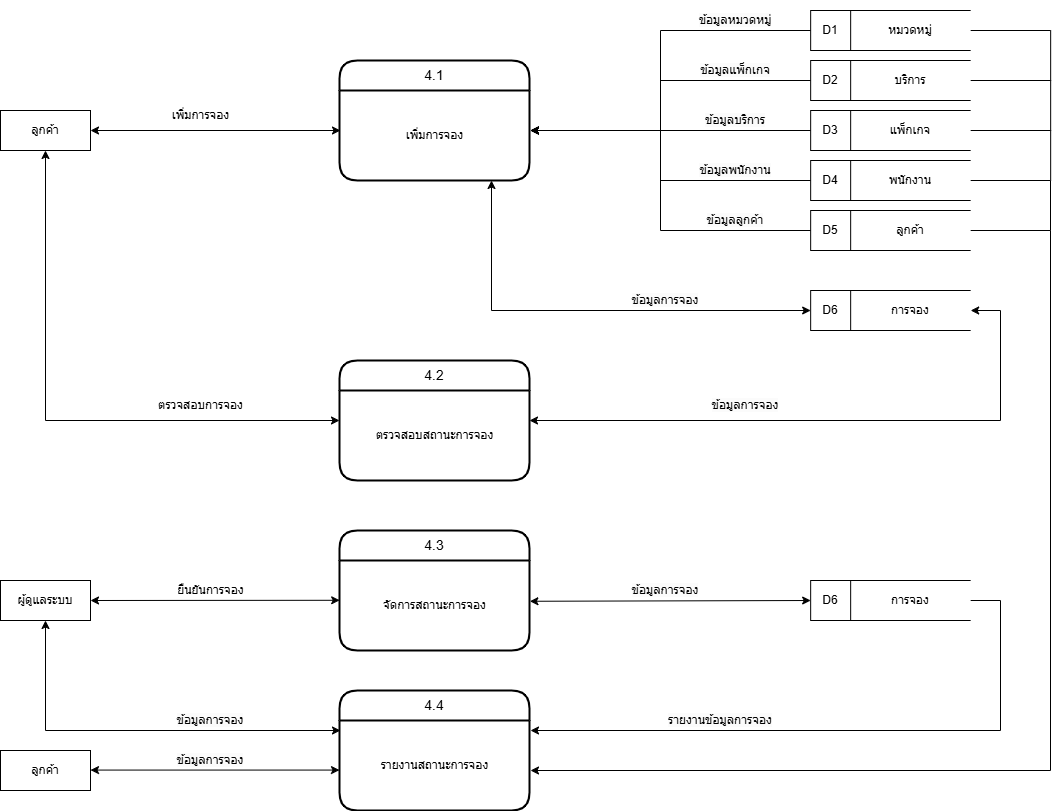 ข้อมูลหมวดหมู่
D1
หมวดหมู่
4.1
ข้อมูลแพ็กเกจ
D2
บริการ
เพิ่มการจอง
ลูกค้า
เพิ่มการจอง
ข้อมูลบริการ
D3
แพ็กเกจ
ข้อมูลพนักงาน
D4
พนักงาน
ข้อมูลลูกค้า
D5
ลูกค้า
ข้อมูลการจอง
D6
การจอง
4.2
ตรวจสอบการจอง
ข้อมูลการจอง
ตรวจสอบสถานะการจอง
4.3
ผู้ดูแลระบบ
ยืนยันการจอง
จัดการสถานะการจอง
ข้อมูลการจอง
D6
การจอง
4.4
ข้อมูลการจอง
รายงานข้อมูลการจอง
ลูกค้า
ข้อมูลการจอง
รายงานสถานะการจอง